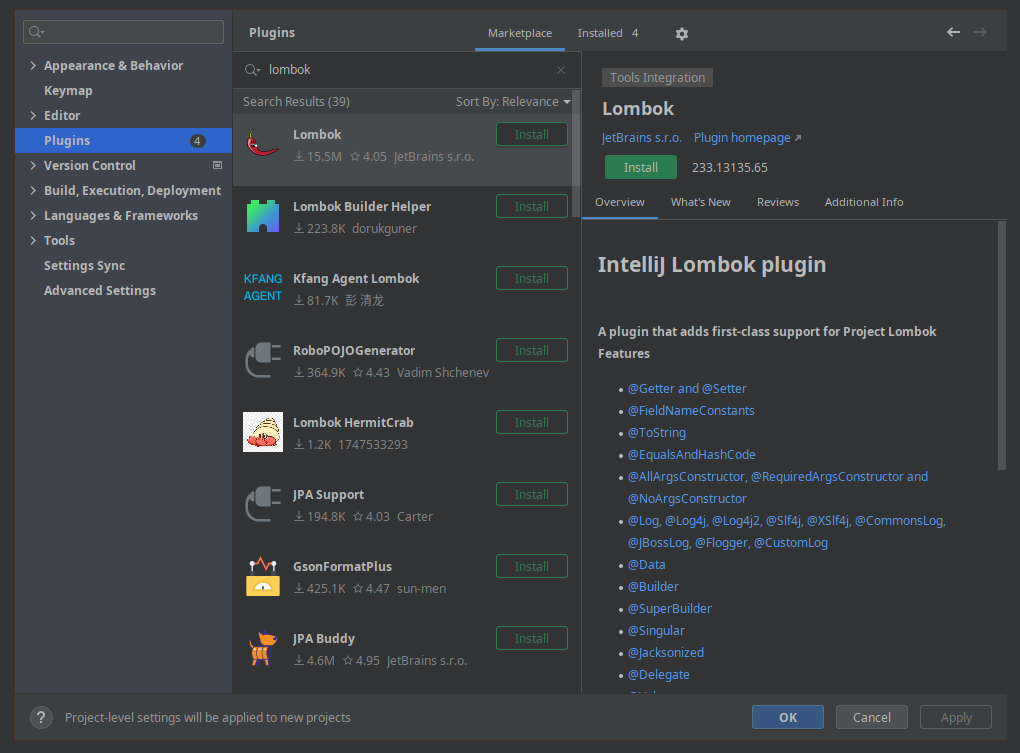 Plugins
Marketplace
Installed 4
Appearance & Behavior
Keymap
Editor
Plugins 4
Version Control
Build, Execution, Deployment
Languages & Frameworks
Tools
Settings Sync
Advanced Settings
lombok
Search Results (39)
Sort By: Relevance
Lombok
Install
15.5M 4.05 JetBrains s.r.o.
Lombok Builder Helper
Install
223.8K dorukguner
KFANG
AGENT
Kfang Agent Lombok
Install
81.7K 彭 清龙
RoboPOJOGenerator
Install
364.9K 4.43 Vadim Shchenev
Lombok HermitCrab
Install
1.2K 1747533293
JPA Support
Install
194.8K 4.03 Carter
GsonFormatPlus
Install
425.1K 4.47 sun-men
JPA Buddy
Install
4.6M 4.95 JetBrains s.r.o.
Tools Integration
Lombok
JetBrains s.r.o. Plugin homepage
Install
233.13135.65
Overview
What's New
Reviews
Additional Info
IntelliJ Lombok plugin
A plugin that adds first-class support for Project Lombok
Features
@Getter and @Setter
@FieldNameConstants
@ToString
@EqualsAndHashCode
@AllArgsConstructor, @RequiredArgsConstructor and
@NoArgsConstructor
@Log, @Log4j, @Log4j2, @Slf4j, @XSlf4j, @CommonsLog,
@JBossLog, @Flogger, @CustomLog
@Data
@Builder
@SuperBuilder
@Singular
@Jacksonized
@Delegate
?
Project-level settings will be applied to new projects
OK
Cancel
Apply